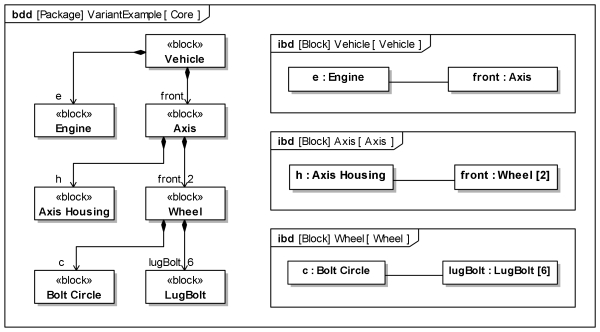 bdd [Package] VariantExample [ Core ]
«block»
Vehicle
e
front
«block»
Engine
«block»
Axis
h
front 2
«block»
Axis Housing
«block»
Wheel
c
lugBolt 6
«block»
Bolt Circle
«block»
LugBolt
ibd [Block] Vehicle [ Vehicle ]
e : Engine
front : Axis
ibd [Block] Axis [ Axis ]
h : Axis Housing
front : Wheel [2]
ibd [Block] Wheel [ Wheel ]
c : Bolt Circle
lugBolt : LugBolt [6]